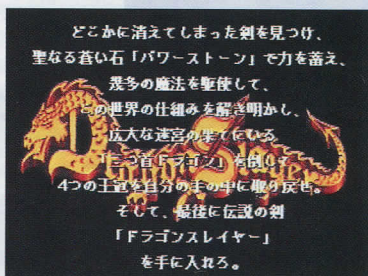 どこかに消えてしまった剣を見つけ、
聖なる蒼い石「パワーストーン」で力を蓄え、
幾多の魔法を駆使して、
この世界の仕組みを解き明かし、
広大な迷宮の果てにいる
「三つ首ドラゴン」を倒して
4つの王冠を自分の手の中に取り戻せ。
そして、最後に伝説の剣
「ドラゴンスレイヤー」
を手に入れろ。
Dragon Slayer